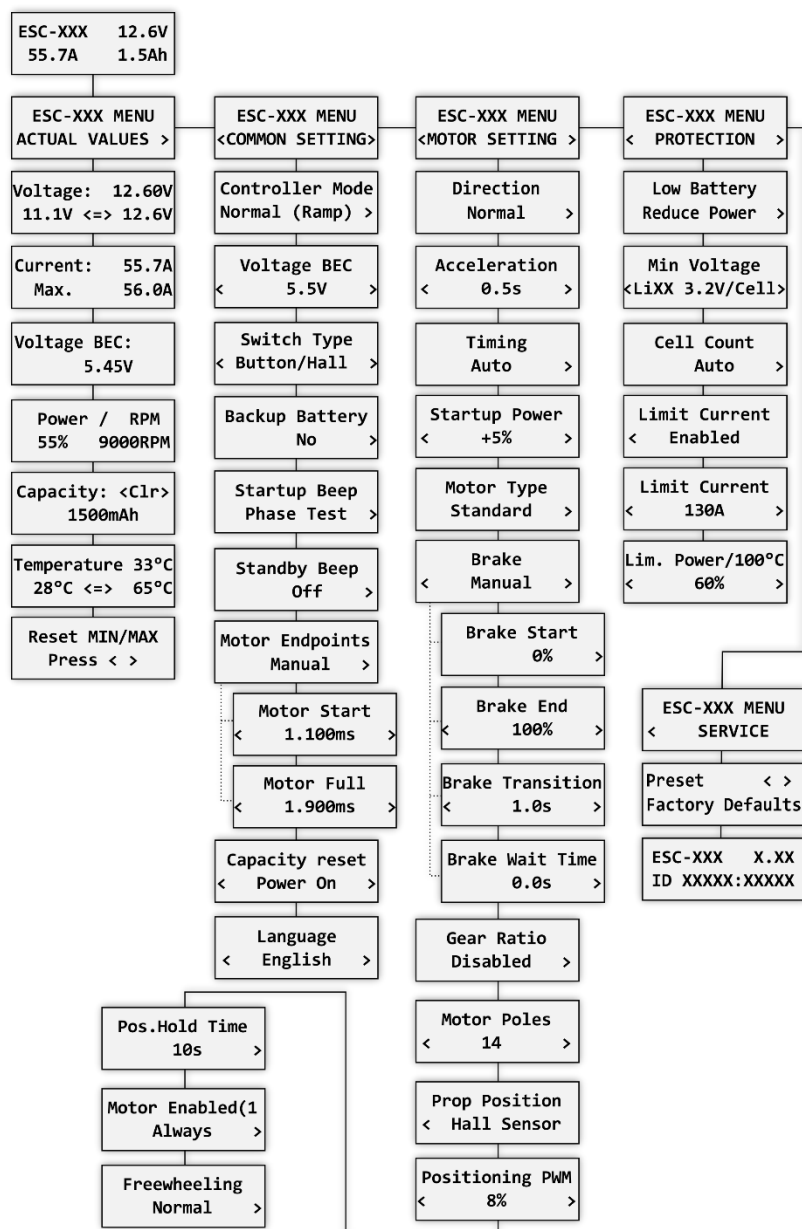 ESC-XXX 12.6V
55.7A 1.5Ah
ESC-XXX MENU
ACTUAL VALUES >
Voltage: 12.60V
11.1V <=> 12.6V
Current: 55.7A
Max. 56.0A
Voltage BEC:
5.45V
Power / RPM
55% 9000RPM
Capacity: <Clr>
1500mAh
Temperature 33°C
28°C <=> 65°C
Reset MIN/MAX
Press < >
ESC-XXX MENU
<COMMON SETTING>
Controller Mode
Normal (Ramp) >
Voltage BEC
< 5.5V >
Switch Type
< Button/Hall >
Backup Battery
No >
Startup Beep
Phase Test >
Standby Beep
Off >
Motor Endpoints
Manual >
Motor Start
< 1.100ms >
Motor Full
< 1.900ms >
Capacity reset
< Power On >
Language
< English >
ESC-XXX MENU
<MOTOR SETTING >
Direction
Normal >
Acceleration
< 0.5s >
Timing
Auto >
Startup Power
< +5% >
Motor Type
Standard >
Brake
< Manual >
Brake Start
0% >
Brake End
< 100% >
Brake Transition
< 1.0s >
Brake Wait Time
0.0s >
Gear Ratio
Disabled >
Motor Poles
< 14 >
Prop Position
< Hall Sensor
Positioning PWM
< 8% >
Pos.Hold Time
10s >
Motor Enabled(1
Always >
Freewheeling
Normal >
ESC-XXX MENU
< PROTECTION >
Low Battery
Reduce Power >
Min Voltage
<LiXX 3.2V/Cell>
Cell Count
Auto >
Limit Current
< Enabled
Limit Current
< 130A >
Lim. Power/100°C
< 60% >
ESC-XXX MENU
< SERVICE
Preset < >
Factory Defaults
ESC-XXX X.XX
ID XXXXX:XXXXX